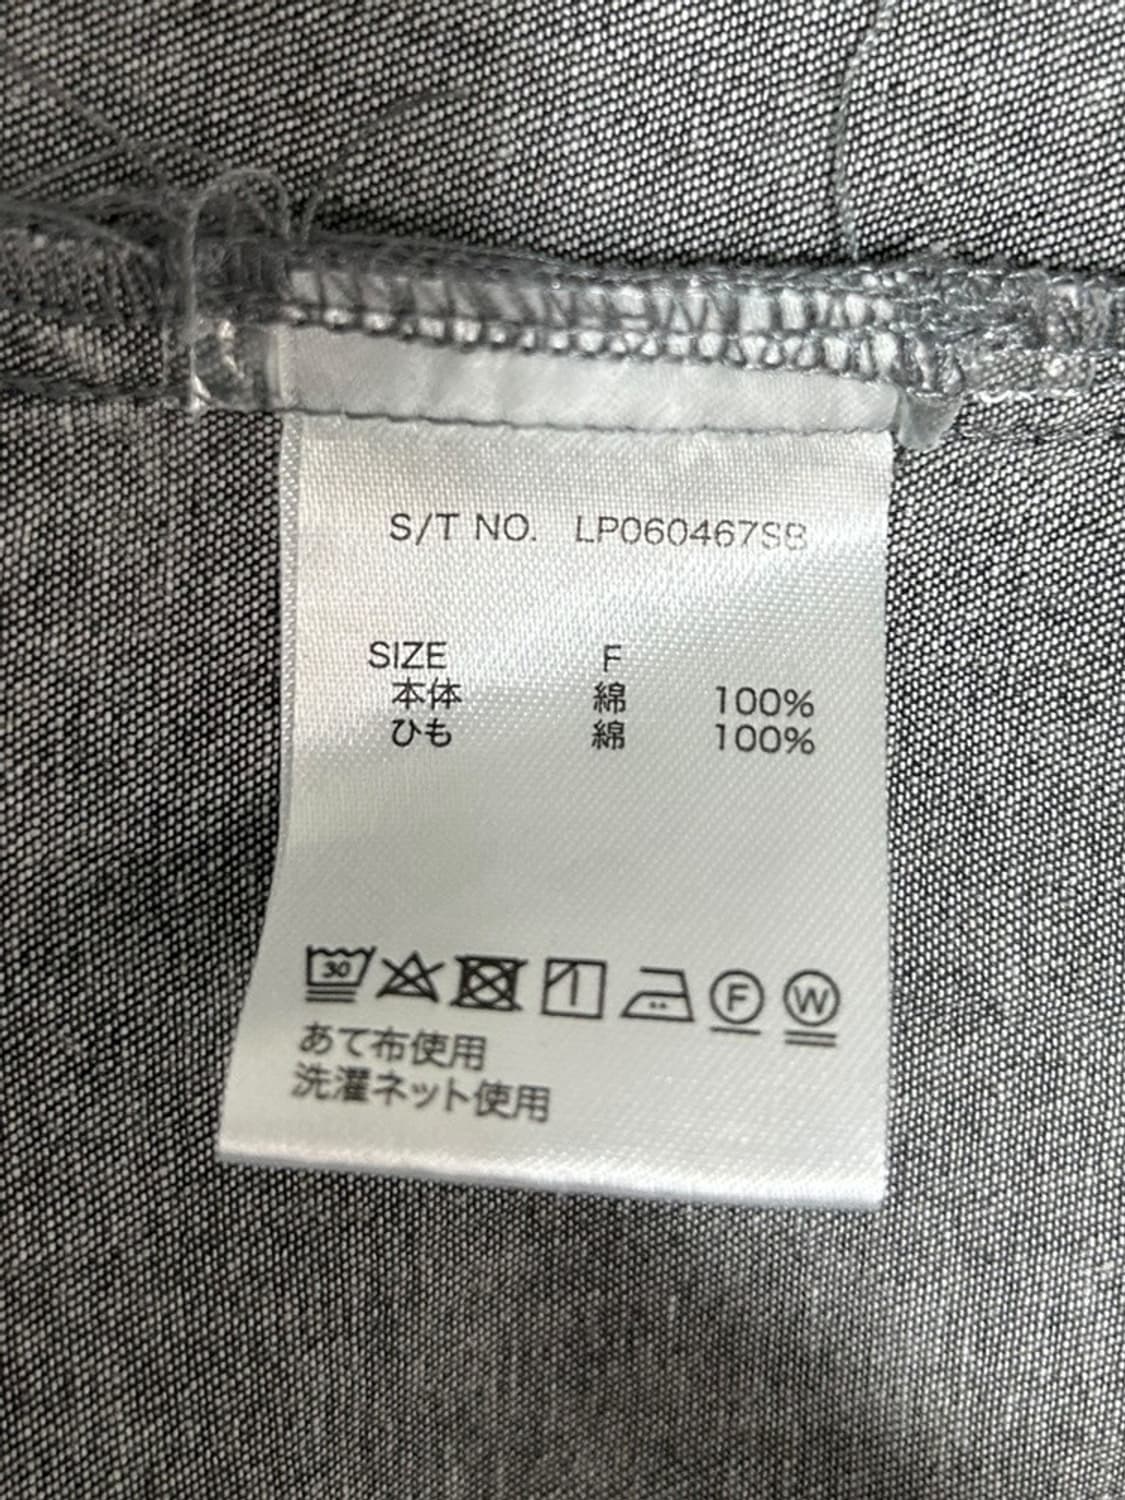 S/T NO. LP060467SB
SIZE F
本体 綿 100%
ひも 綿 100%
30 F W
あて布使用
洗濯ネット使用